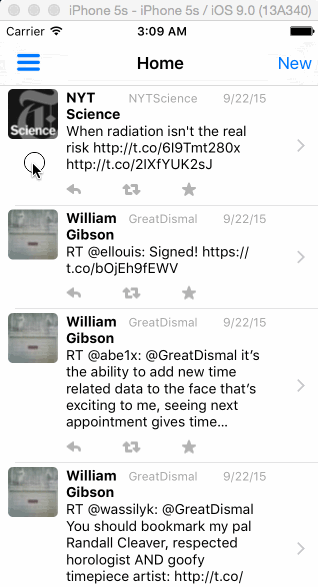 iPhone 5s - iPhone 5s / iOS 9.0 (13A340)
Carrier 3:09 AM
Home New
NYT Science NYTScience 9/22/15
Science
When radiation isn't the real
risk http://t.co/6I9Tmt280x
http://t.co/2IXfYUK2sJ
William Gibson GreatDismal 9/22/15
RT @ellouis: Signed! https://
t.co/bOjEh9fEWV
William Gibson GreatDismal 9/22/15
RT @abe1x: @GreatDismal it's
the ability to add new time
related data to the face that's
exciting to me, seeing next
appointment gives time...
William Gibson GreatDismal 9/22/15
RT @wassilyk: @GreatDismal
You should bookmark my pal
Randall Cleaver, respected
horologist AND goofy
timepiece artist: http://t.co/